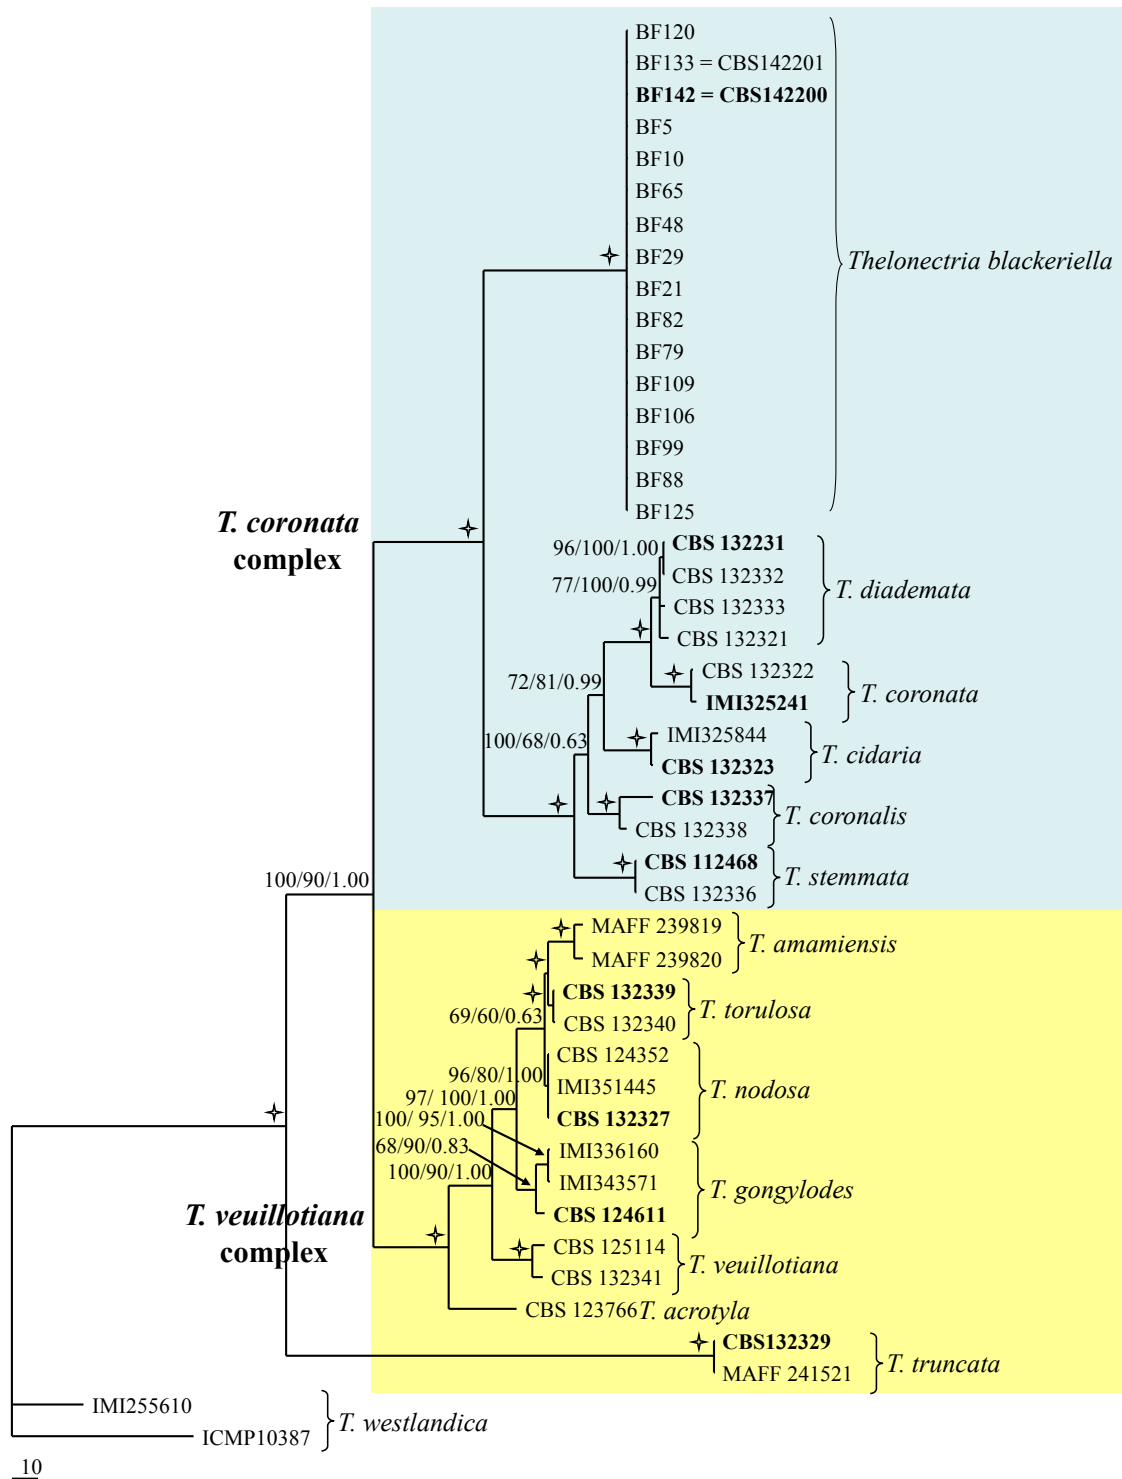 BF120
BF133 = CBS142201
BF142 = CBS142200
BF5
BF10
BF65
BF48
BF29
BF21
BF82
BF79
BF109
BF106
BF99
BF88
BF125
Thelonectria blackeriella
T. coronata
complex
96/100/1.00
77/100/0.99
CBS 132231
CBS 132332
CBS 132333
CBS 132321
T. diademata
72/81/0.99
CBS 132322
IMI325241
T. coronata
100/68/0.63
IMI325844
CBS 132323
T. cidaria
CBS 132337
CBS 132338
T. coronalis
CBS 112468
CBS 132336
T. stemmata
100/90/1.00
MAFF 239819
MAFF 239820
T. amamiensis
CBS 132339
CBS 132340
T. torulosa
69/60/0.63
CBS 124352
IMI351445
CBS 132327
T. nodosa
96/80/1.00
97/ 100/1.00
100/ 95/1.00
68/90/0.83
100/90/1.00
IMI336160
IMI343571
CBS 124611
T. gongylodes
T. veuillotiana
complex
CBS 125114
CBS 132341
T. veuillotiana
CBS 123766 T. acrotyla
CBS132329
MAFF 241521
T. truncata
IMI255610
ICMP10387
T. westlandica
10